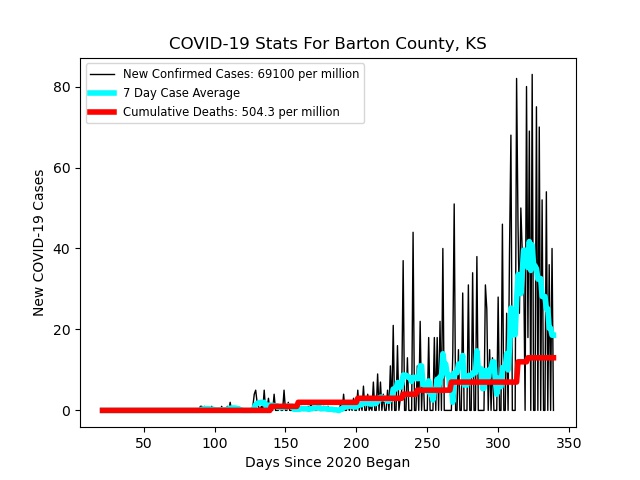 COVID-19 Stats For Barton County, KS
New Confirmed Cases: 69100 per million
7 Day Case Average
Cumulative Deaths: 504.3 per million
New COVID-19 Cases
80
60
40
20
0
50 100 150 200 250 300 350
Days Since 2020 Began